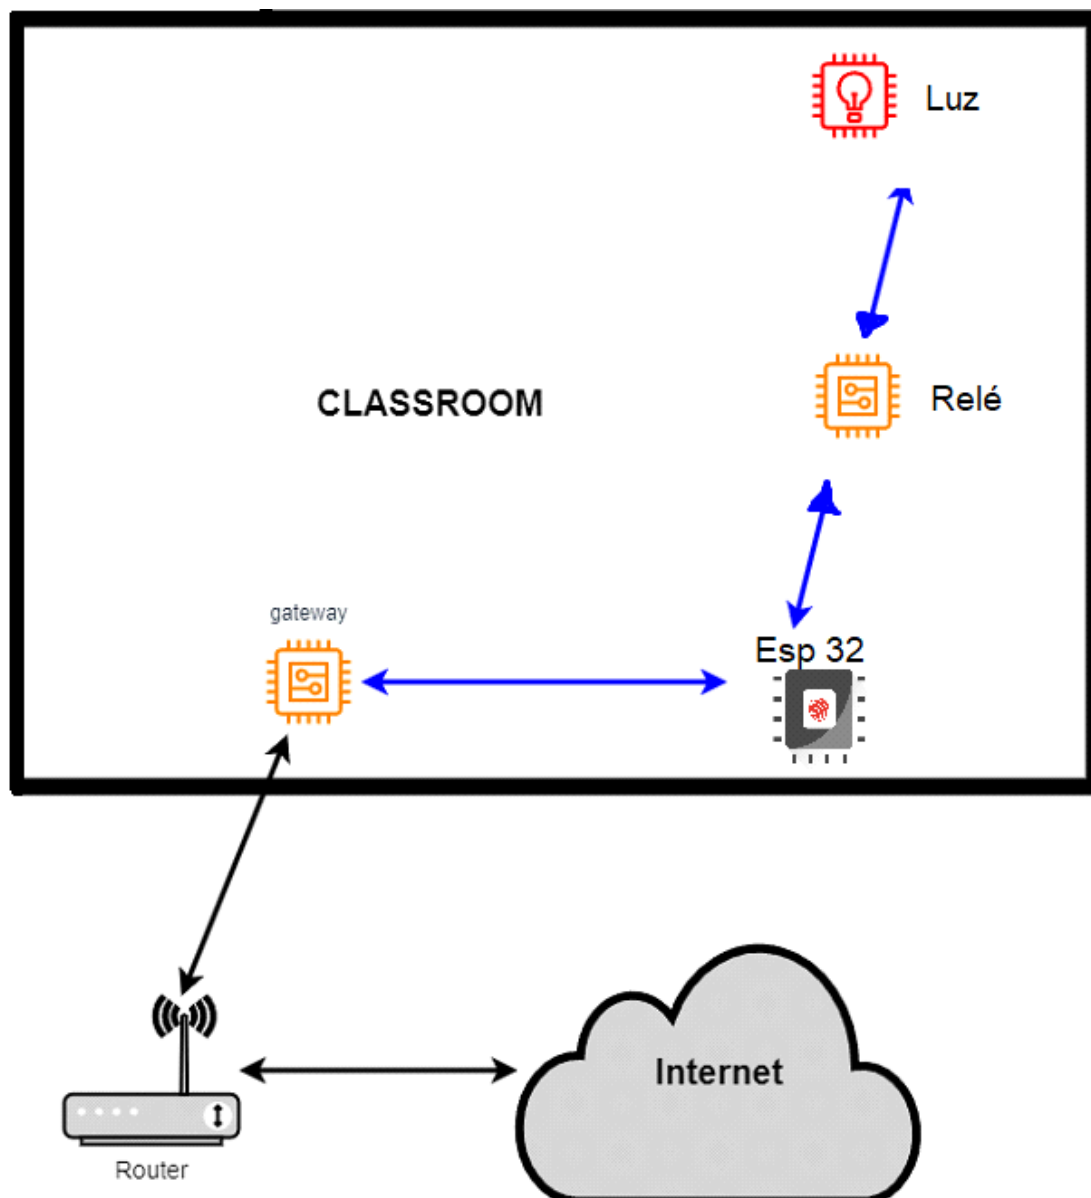 Luz
CLASSROOM
Relé
gateway
Esp 32
Internet
Router